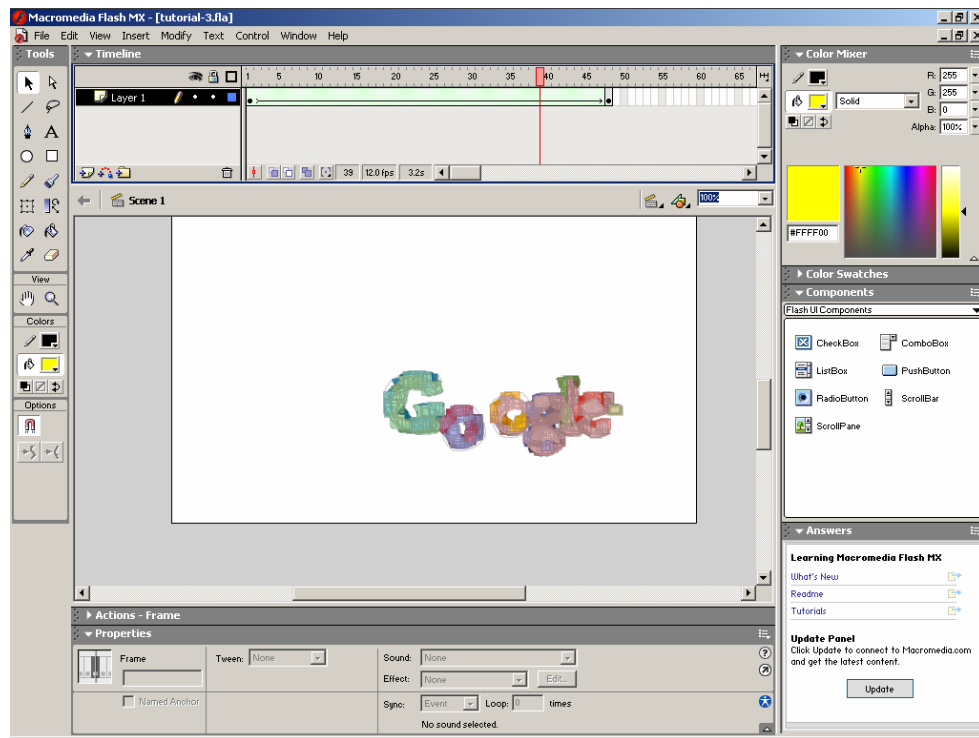 Macromedia Flash MX - [tutorial-3.fla]
File Edit View Insert Modify Text Control Window Help
Tools
Timeline
1 5 10 15 20 25 30 35 40 45 50 55 60 65
Layer 1
39 12.0 fps 3.2s
Scene 1
100%
View
Colors
Options
Google
Actions - Frame
Properties
Frame
Tween: None
Named Anchor
Sound: None
Effect: None Edit...
Sync: Event Loop: 0 times
No sound selected.
Color Mixer
R: 255
Solid
G: 255
B: 0
Alpha: 100%
#FFFF00
Color Swatches
Components
Flash UI Components
CheckBox ComboBox
ListBox PushButton
RadioButton ScrollBar
ScrollPane
Answers
Learning Macromedia Flash MX
What's New
Readme
Tutorials
Update Panel
Click Update to connect to Macromedia.com
and get the latest content.
Update